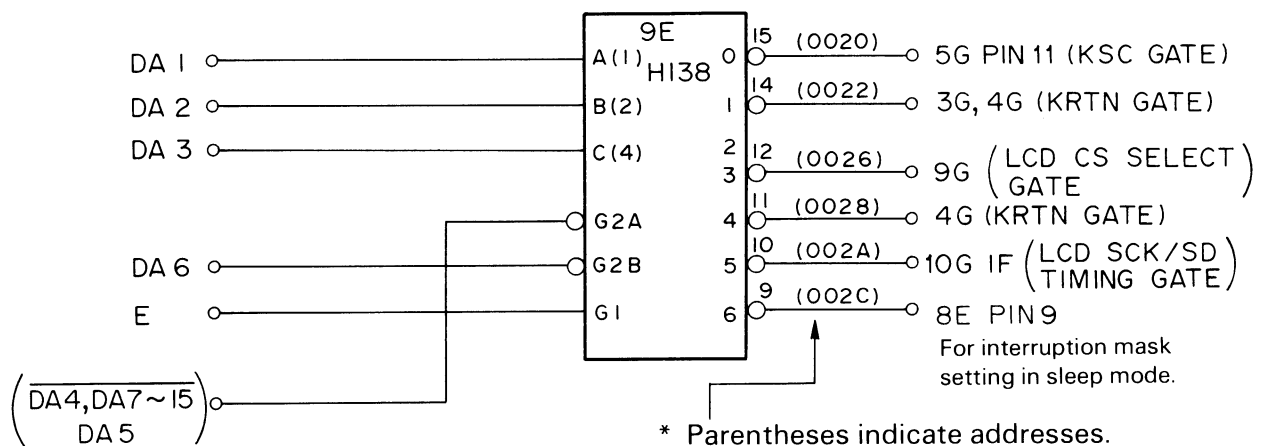 9E
H138
DA 1
A(1)
0
15
(0020)
5G PIN 11 (KSC GATE)
DA 2
B(2)
1
14
(0022)
3G, 4G (KRTN GATE)
DA 3
C(4)
2
3
12
(0026)
9G (LCD CS SELECT
GATE)
G2A
4
11
(0028)
4G (KRTN GATE)
DA 6
G2B
5
10
(002A)
10G IF (LCD SCK/SD
TIMING GATE)
E
G1
6
9
(002C)
8E PIN 9
For interruption mask
setting in sleep mode.
(DA4, DA7~15
DA5)
* Parentheses indicate addresses.